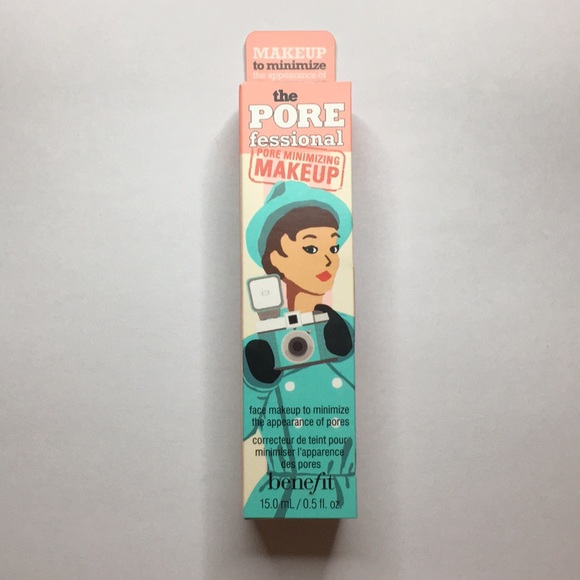 MAKEUP
to minimize
the appearance of
the
PORE
fessional
PORE MINIMIZING
MAKEUP
face makeup to minimize
the appearance of pores
correcteur de teint pour
minimiser l'apparence
des pores
benefit
15.0 mL / 0.5 fl. oz.